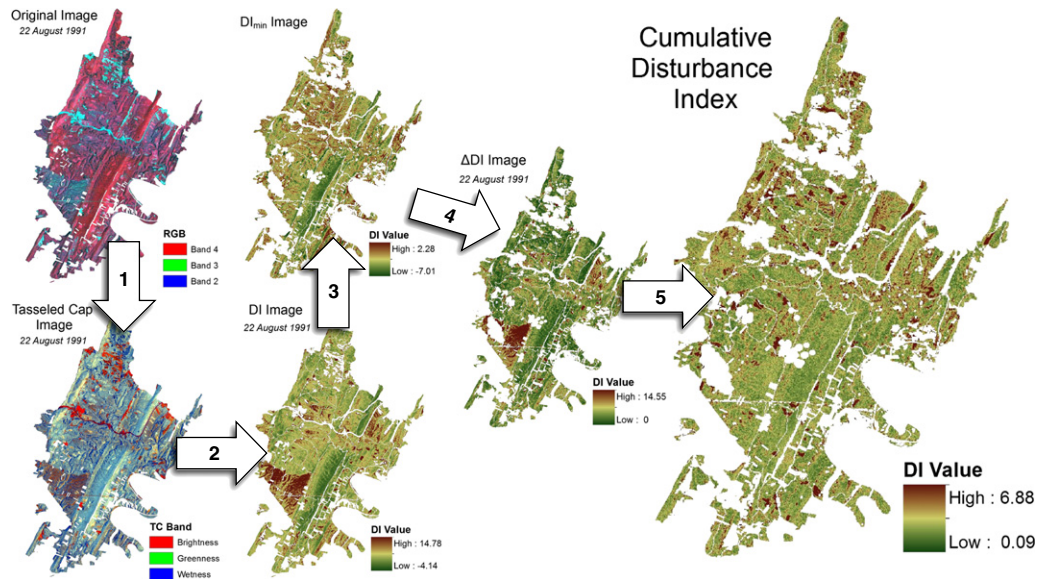 Original Image
22 August 1991
RGB
Band 4
Band 3
Band 2
1
Tasseled Cap
Image
22 August 1991
TC Band
Brightness
Greenness
Wetness
2
DI Image
22 August 1991
DI Value
High : 14.78
Low : -4.14
3
DImin Image
DI Value
High : 2.28
Low : -7.01
4
ΔDI Image
22 August 1991
DI Value
High : 14.55
Low : 0
5
Cumulative
Disturbance
Index
DI Value
High : 6.88
Low : 0.09